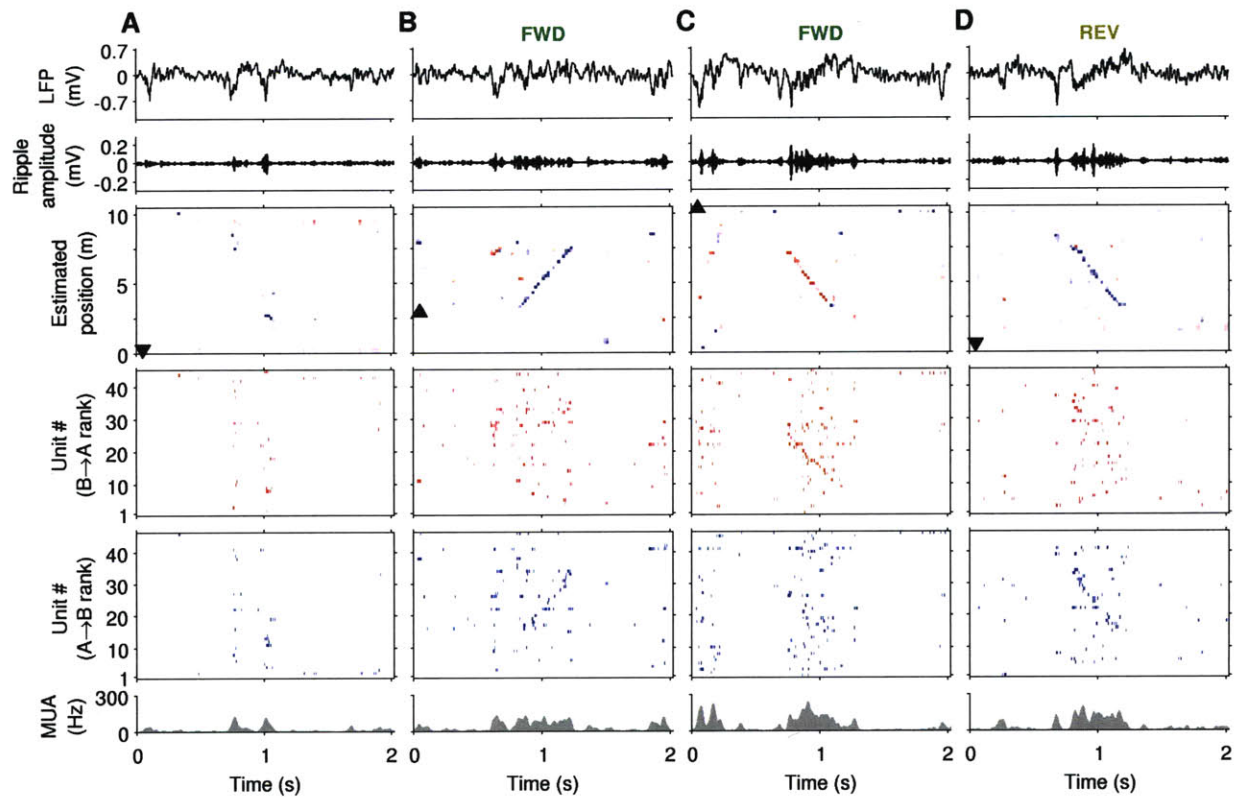 A
B
C
D
FWD
FWD
REV
LFP
(mV)
0.7
0
-0.7
Ripple
amplitude
(mV)
0.2
0
-0.2
Estimated
position (m)
10
5
0
Unit #
(B→A rank)
40
30
20
10
1
Unit #
(A→B rank)
40
30
20
10
1
MUA
(Hz)
300
0
0 1 2
0 1 2
0 1 2
0 1 2
Time (s)
Time (s)
Time (s)
Time (s)